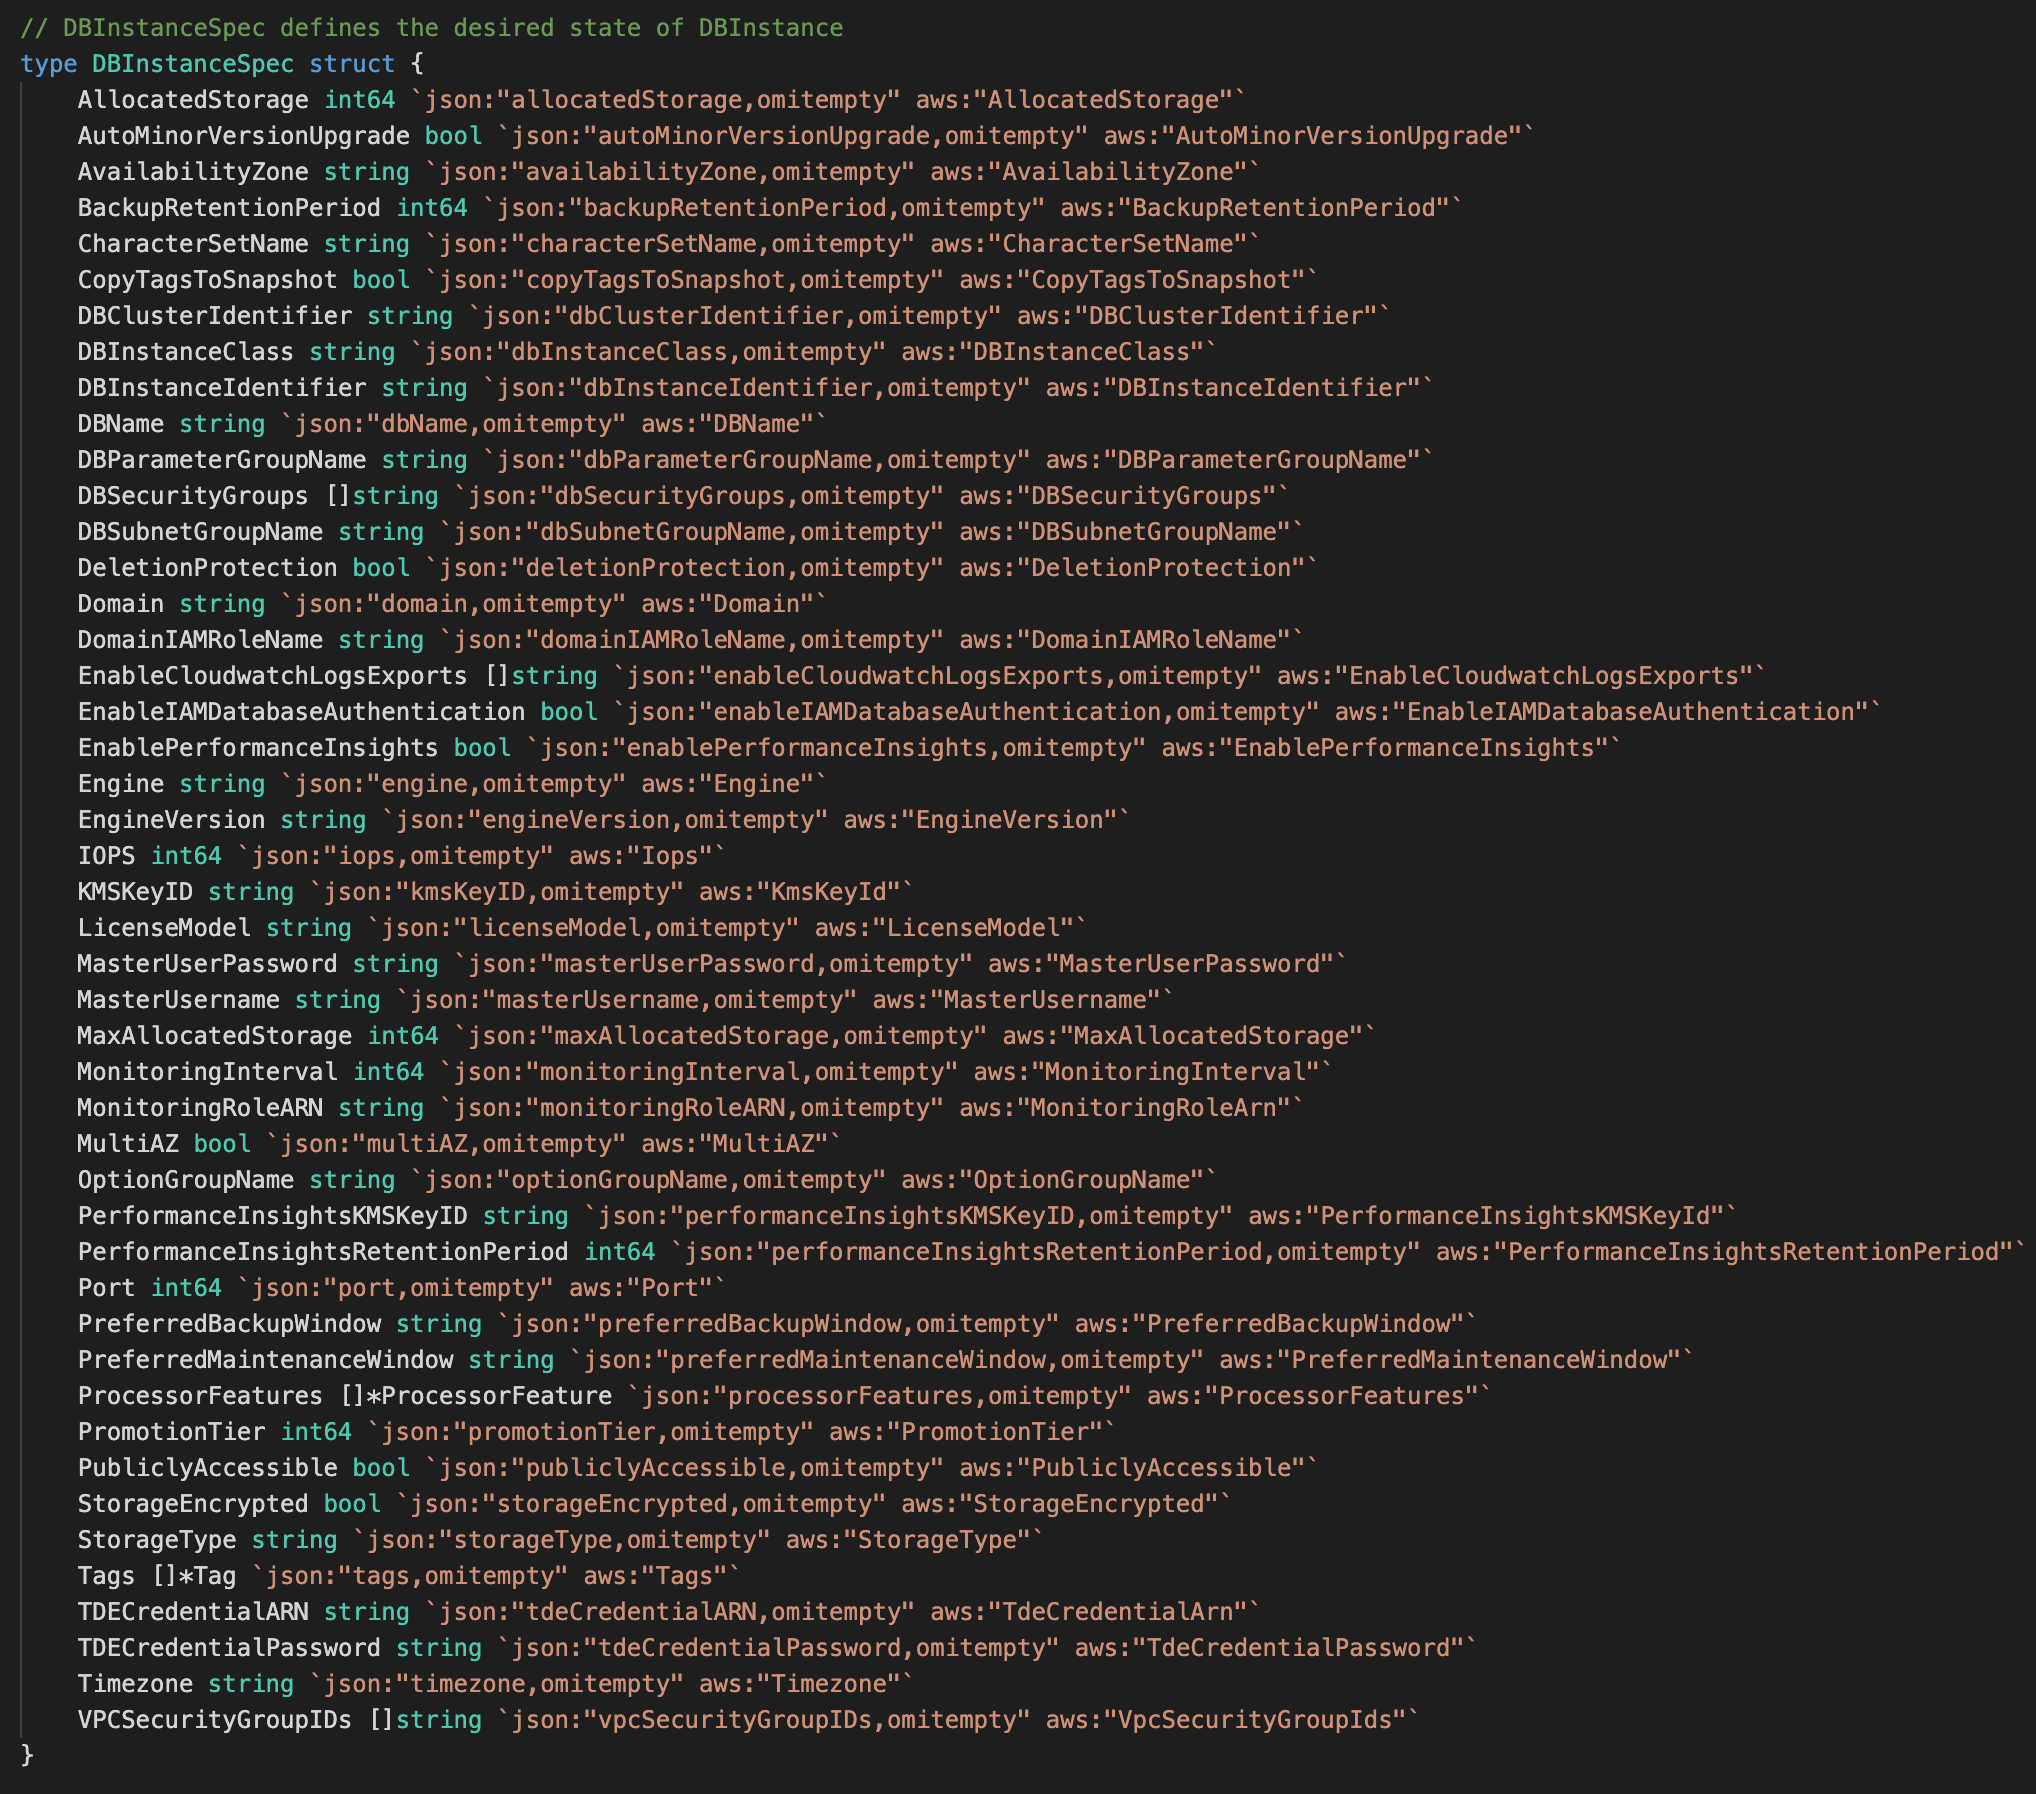 // DBInstanceSpec defines the desired state of DBInstance
type DBInstanceSpec struct {
    AllocatedStorage int64 `json:"allocatedStorage,omitempty" aws:"AllocatedStorage"`
    AutoMinorVersionUpgrade bool `json:"autoMinorVersionUpgrade,omitempty" aws:"AutoMinorVersionUpgrade"`
    AvailabilityZone string `json:"availabilityZone,omitempty" aws:"AvailabilityZone"`
    BackupRetentionPeriod int64 `json:"backupRetentionPeriod,omitempty" aws:"BackupRetentionPeriod"`
    CharacterSetName string `json:"characterSetName,omitempty" aws:"CharacterSetName"`
    CopyTagsToSnapshot bool `json:"copyTagsToSnapshot,omitempty" aws:"CopyTagsToSnapshot"`
    DBClusterIdentifier string `json:"dbClusterIdentifier,omitempty" aws:"DBClusterIdentifier"`
    DBInstanceClass string `json:"dbInstanceClass,omitempty" aws:"DBInstanceClass"`
    DBInstanceIdentifier string `json:"dbInstanceIdentifier,omitempty" aws:"DBInstanceIdentifier"`
    DBName string `json:"dbName,omitempty" aws:"DBName"`
    DBParameterGroupName string `json:"dbParameterGroupName,omitempty" aws:"DBParameterGroupName"`
    DBSecurityGroups []string `json:"dbSecurityGroups,omitempty" aws:"DBSecurityGroups"`
    DBSubnetGroupName string `json:"dbSubnetGroupName,omitempty" aws:"DBSubnetGroupName"`
    DeletionProtection bool `json:"deletionProtection,omitempty" aws:"DeletionProtection"`
    Domain string `json:"domain,omitempty" aws:"Domain"`
    DomainIAMRoleName string `json:"domainIAMRoleName,omitempty" aws:"DomainIAMRoleName"`
    EnableCloudwatchLogsExports []string `json:"enableCloudwatchLogsExports,omitempty" aws:"EnableCloudwatchLogsExports"`
    EnableIAMDatabaseAuthentication bool `json:"enableIAMDatabaseAuthentication,omitempty" aws:"EnableIAMDatabaseAuthentication"`
    EnablePerformanceInsights bool `json:"enablePerformanceInsights,omitempty" aws:"EnablePerformanceInsights"`
    Engine string `json:"engine,omitempty" aws:"Engine"`
    EngineVersion string `json:"engineVersion,omitempty" aws:"EngineVersion"`
    IOPS int64 `json:"iops,omitempty" aws:"Iops"`
    KMSKeyID string `json:"kmsKeyID,omitempty" aws:"KmsKeyId"`
    LicenseModel string `json:"licenseModel,omitempty" aws:"LicenseModel"`
    MasterUserPassword string `json:"masterUserPassword,omitempty" aws:"MasterUserPassword"`
    MasterUsername string `json:"masterUsername,omitempty" aws:"MasterUsername"`
    MaxAllocatedStorage int64 `json:"maxAllocatedStorage,omitempty" aws:"MaxAllocatedStorage"`
    MonitoringInterval int64 `json:"monitoringInterval,omitempty" aws:"MonitoringInterval"`
    MonitoringRoleARN string `json:"monitoringRoleARN,omitempty" aws:"MonitoringRoleArn"`
    MultiAZ bool `json:"multiAZ,omitempty" aws:"MultiAZ"`
    OptionGroupName string `json:"optionGroupName,omitempty" aws:"OptionGroupName"`
    PerformanceInsightsKMSKeyID string `json:"performanceInsightsKMSKeyID,omitempty" aws:"PerformanceInsightsKMSKeyId"`
    PerformanceInsightsRetentionPeriod int64 `json:"performanceInsightsRetentionPeriod,omitempty" aws:"PerformanceInsightsRetentionPeriod"`
    Port int64 `json:"port,omitempty" aws:"Port"`
    PreferredBackupWindow string `json:"preferredBackupWindow,omitempty" aws:"PreferredBackupWindow"`
    PreferredMaintenanceWindow string `json:"preferredMaintenanceWindow,omitempty" aws:"PreferredMaintenanceWindow"`
    ProcessorFeatures []*ProcessorFeature `json:"processorFeatures,omitempty" aws:"ProcessorFeatures"`
    PromotionTier int64 `json:"promotionTier,omitempty" aws:"PromotionTier"`
    PubliclyAccessible bool `json:"publiclyAccessible,omitempty" aws:"PubliclyAccessible"`
    StorageEncrypted bool `json:"storageEncrypted,omitempty" aws:"StorageEncrypted"`
    StorageType string `json:"storageType,omitempty" aws:"StorageType"`
    Tags []*Tag `json:"tags,omitempty" aws:"Tags"`
    TDECredentialARN string `json:"tdeCredentialARN,omitempty" aws:"TdeCredentialArn"`
    TDECredentialPassword string `json:"tdeCredentialPassword,omitempty" aws:"TdeCredentialPassword"`
    Timezone string `json:"timezone,omitempty" aws:"Timezone"`
    VPCSecurityGroupIDs []string `json:"vpcSecurityGroupIDs,omitempty" aws:"VpcSecurityGroupIds"`
}